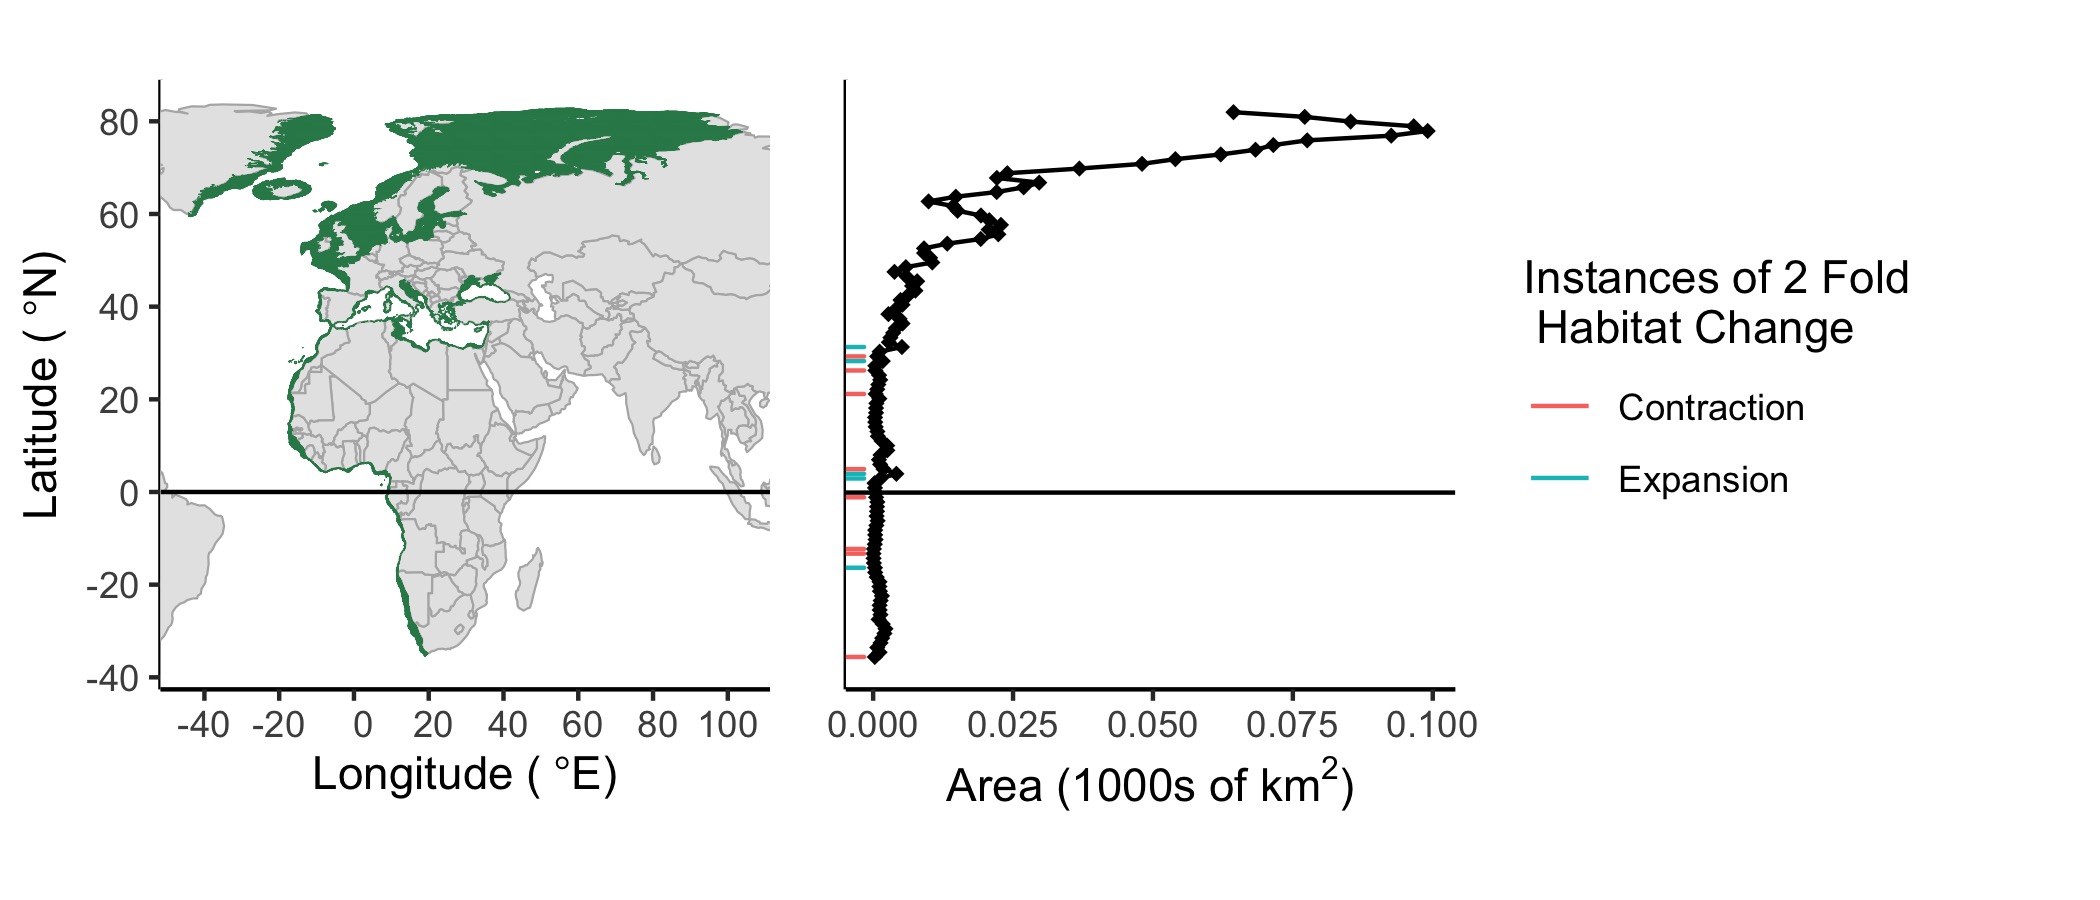 80
60
40
20
0
-20
-40
Latitude ( °N)
-40 -20 0 20 40 60 80 100
Longitude ( °E)
0.000 0.025 0.050 0.075 0.100
Area (1000s of km²)
Instances of 2 Fold
Habitat Change
Contraction
Expansion